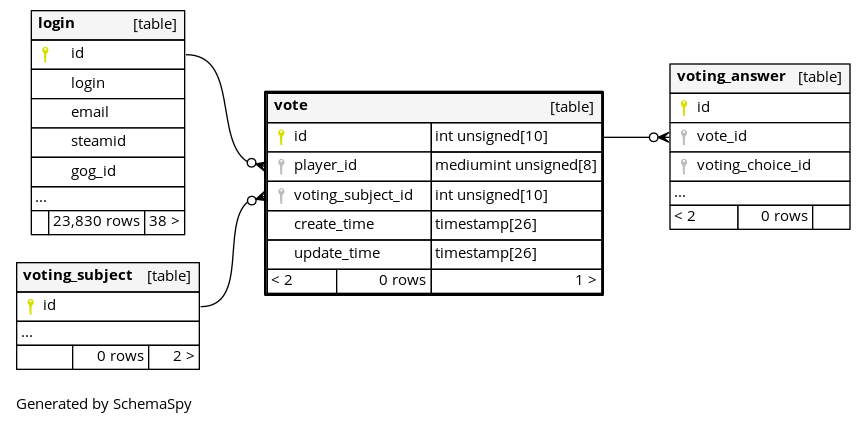 login [table]
id
login
email
steamid
gog_id
...
23,830 rows 38 >
voting_subject [table]
id
...
0 rows 2 >
vote [table]
id int unsigned[10]
player_id mediumint unsigned[8]
voting_subject_id int unsigned[10]
create_time timestamp[26]
update_time timestamp[26]
< 2 0 rows 1 >
voting_answer [table]
id
vote_id
voting_choice_id
...
< 2 0 rows
Generated by SchemaSpy